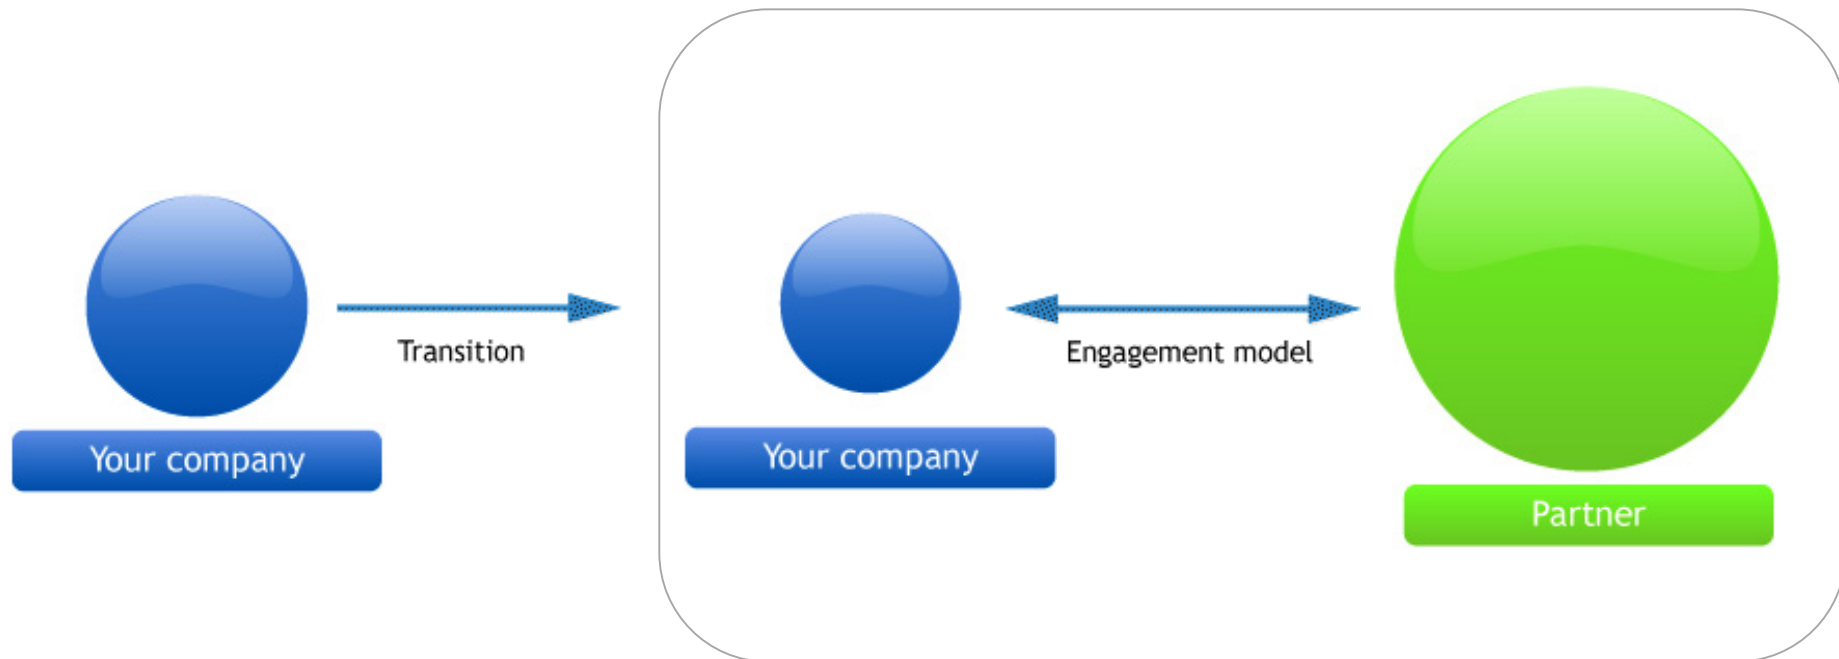 Transition
Your company
Your company
Engagement model
Partner